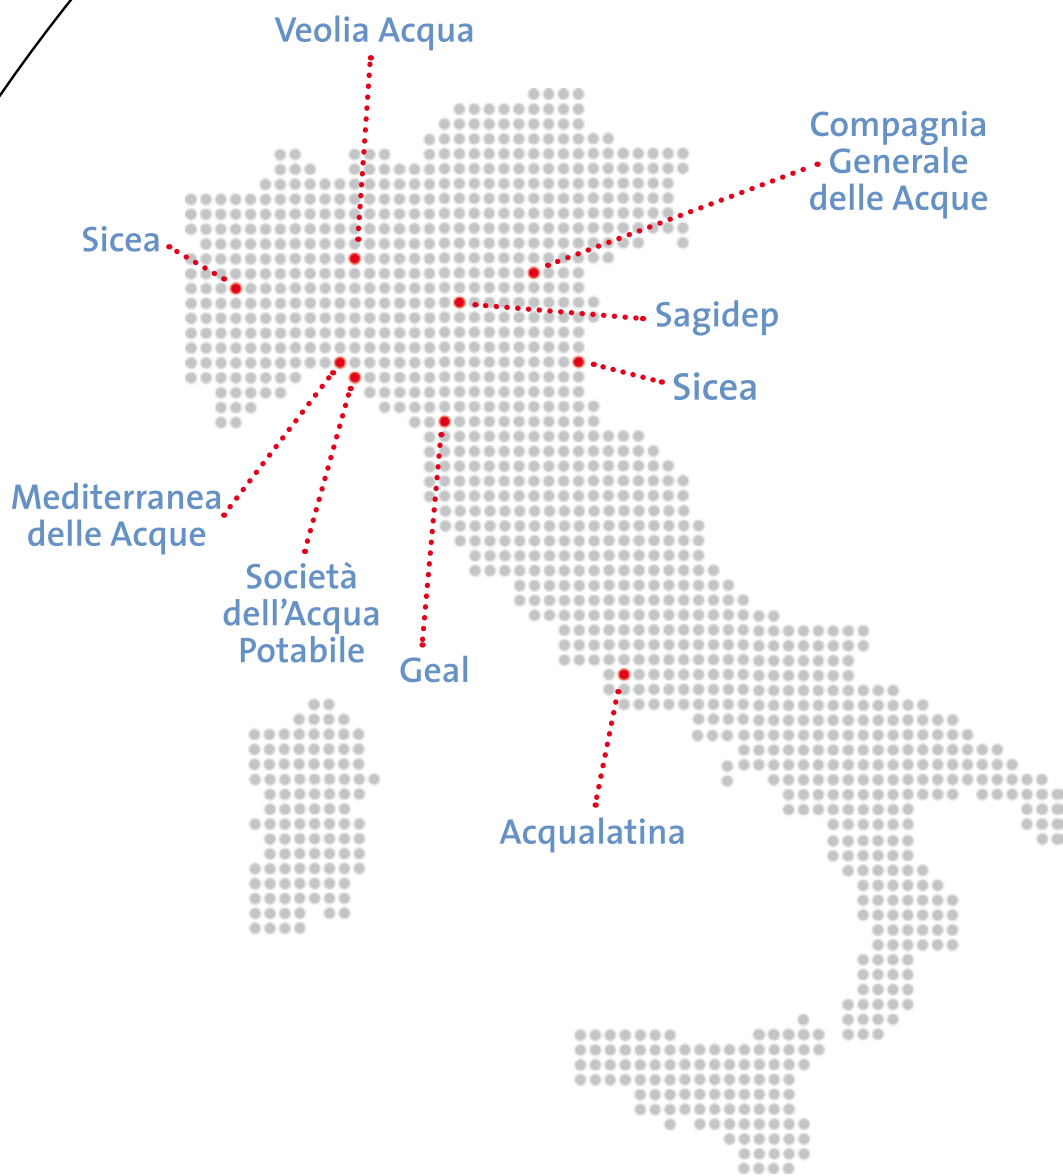 Veolia Acqua
Compagnia
Generale
delle Acque
Sicea
Sagidep
Sicea
Mediterranea
delle Acque
Società
dell’Acqua
Potabile
Geal
Acqualatina